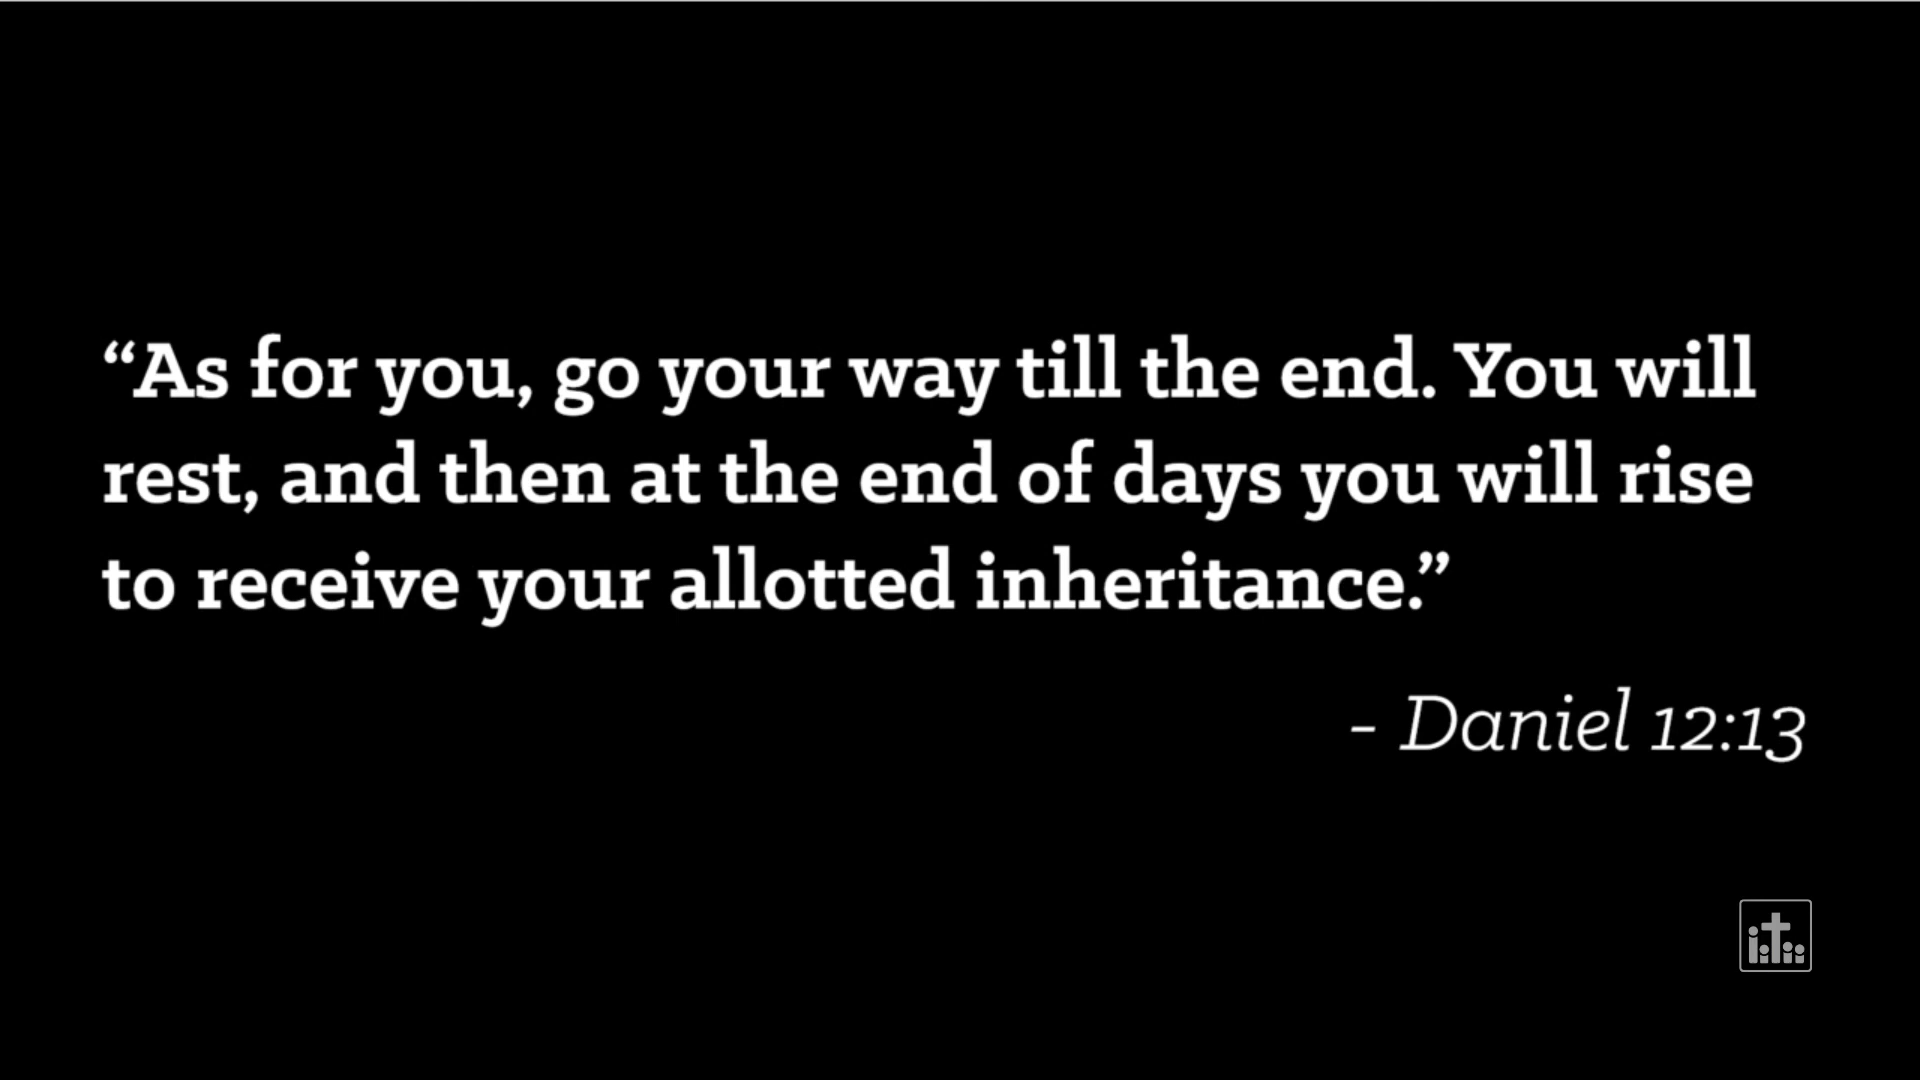 “As for you, go your way till the end. You will
rest, and then at the end of days you will rise
to receive your allotted inheritance.”
- Daniel 12:13